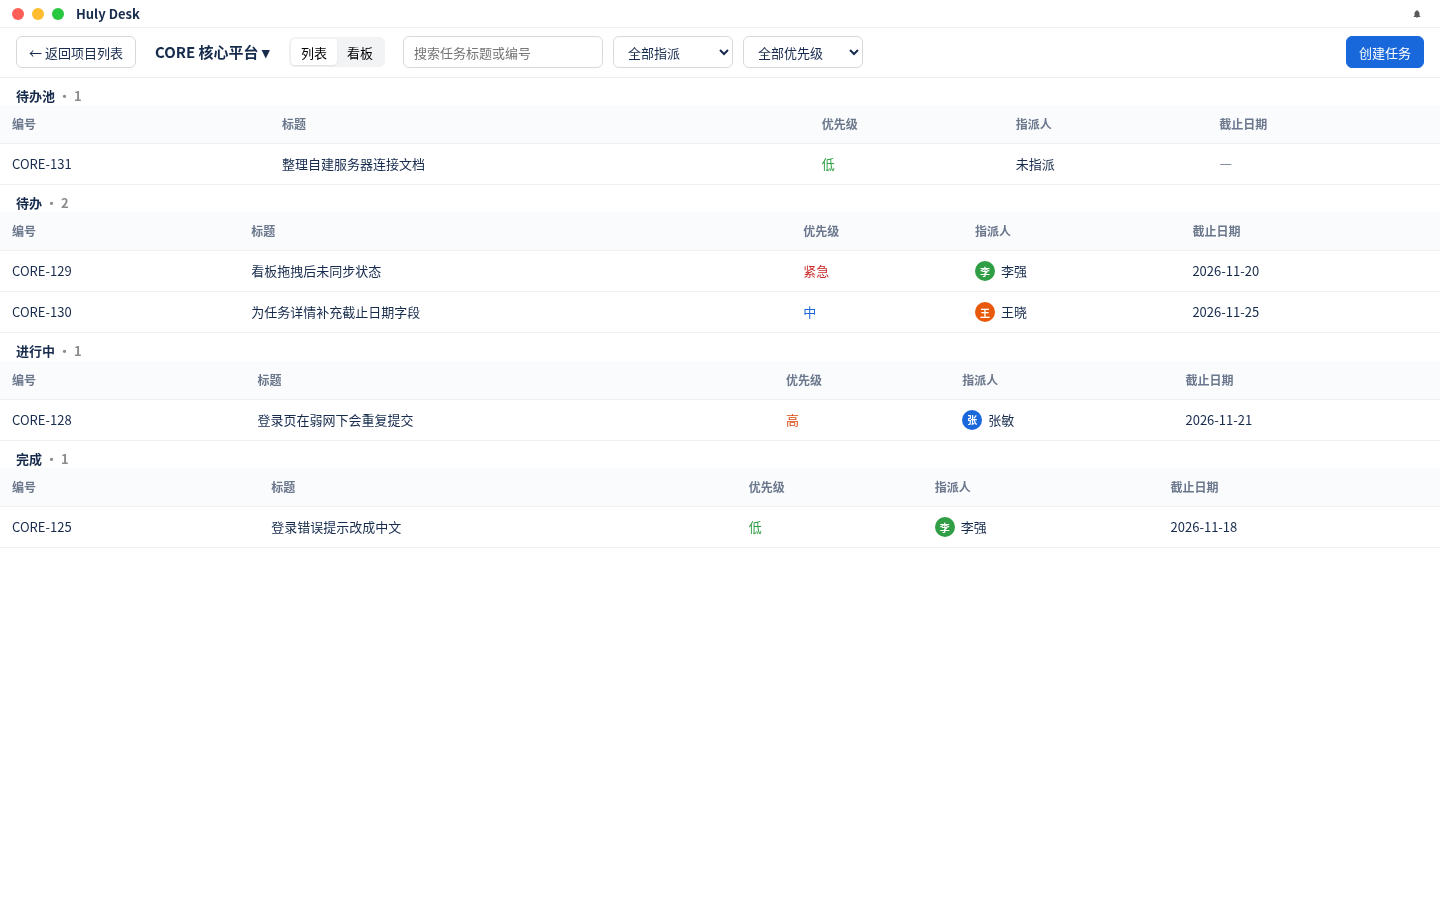 Huly Desk
← 返回项目列表 CORE 核心平台 ▾ 列表 看板 搜索任务标题或编号 全部指派 全部优先级 创建任务
待办池 · 1
编号 标题 优先级 指派人 截止日期
CORE-131 整理自建服务器连接文档 低 未指派 —
待办 · 2
编号 标题 优先级 指派人 截止日期
CORE-129 看板拖拽后未同步状态 紧急 李 李强 2026-11-20
CORE-130 为任务详情补充截止日期字段 中 王 王晓 2026-11-25
进行中 · 1
编号 标题 优先级 指派人 截止日期
CORE-128 登录页在弱网下会重复提交 高 张 张敏 2026-11-21
完成 · 1
编号 标题 优先级 指派人 截止日期
CORE-125 登录错误提示改成中文 低 李 李强 2026-11-18